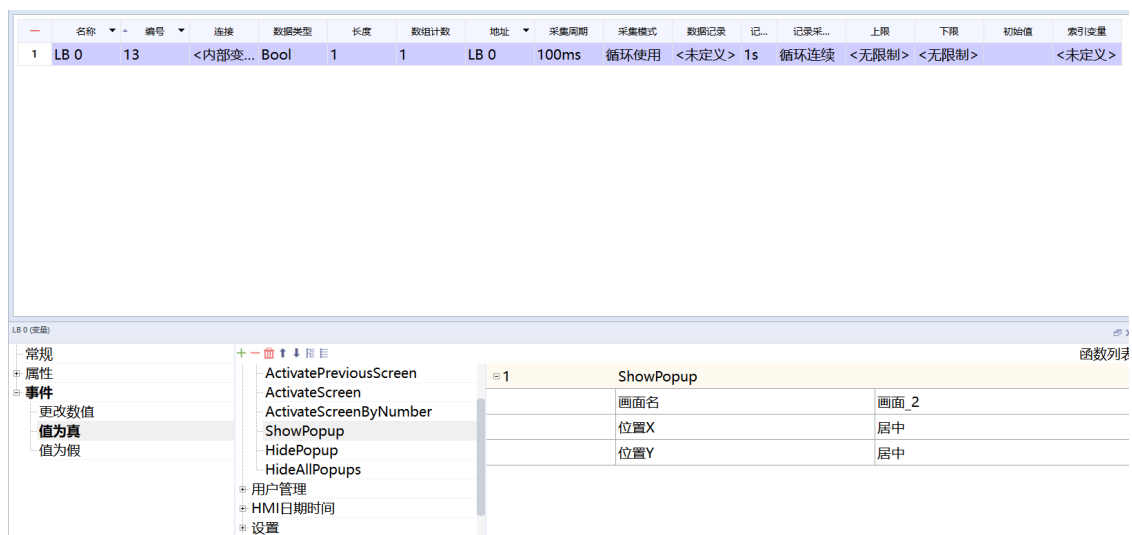 名称 编号 连接 数据类型 长度 数组计数 地址 采集周期 采集模式 数据记录 记... 记录采... 上限 下限 初始值 索引变量
1 LB 0 13 <内部变... Bool 1 1 LB 0 100ms 循环使用 <未定义> 1s 循环连续 <无限制> <无限制> <未定义>
LB 0 (变量)
常规
属性
事件
更改数值
值为真
值为假
ActivatePreviousScreen
ActivateScreen
ActivateScreenByNumber
ShowPopup
HidePopup
HideAllPopups
用户管理
HMI日期时间
设置
函数列表
1 ShowPopup
画面名 画面_2
位置X 居中
位置Y 居中